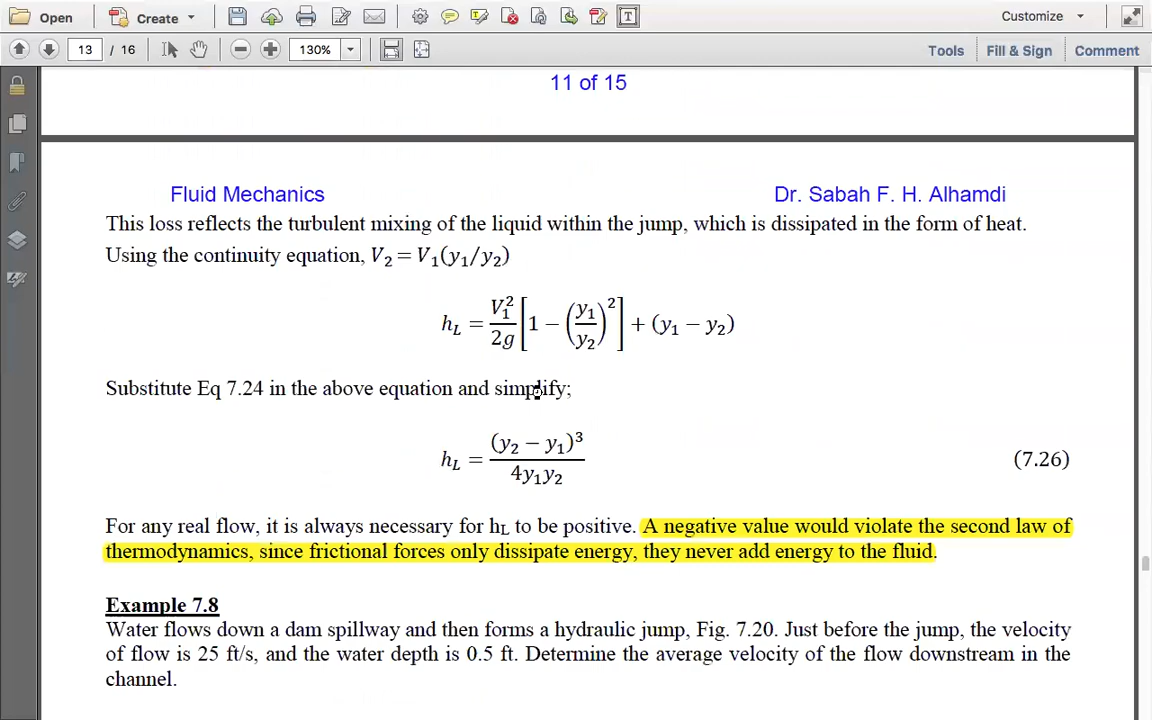 Open Create Customize
13 / 16 130% Tools Fill & Sign Comment
11 of 15
Fluid Mechanics Dr. Sabah F. H. Alhamdi
This loss reflects the turbulent mixing of the liquid within the jump, which is dissipated in the form of heat.
Using the continuity equation, V₂ = V₁(y₁/y₂)
h_L = V₁²/2g [1 − (y₁/y₂)²] + (y₁ − y₂)
Substitute Eq 7.24 in the above equation and simplify;
h_L = (y₂ − y₁)³/4y₁y₂ (7.26)
For any real flow, it is always necessary for h_L to be positive. A negative value would violate the second law of
thermodynamics, since frictional forces only dissipate energy, they never add energy to the fluid.
Example 7.8
Water flows down a dam spillway and then forms a hydraulic jump, Fig. 7.20. Just before the jump, the velocity
of flow is 25 ft/s, and the water depth is 0.5 ft. Determine the average velocity of the flow downstream in the
channel.